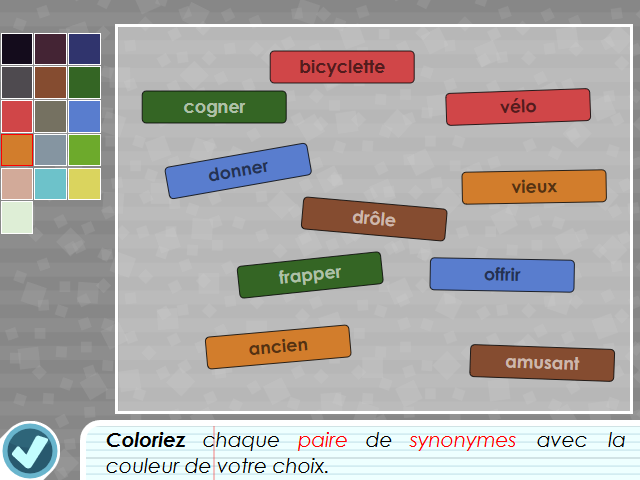 bicyclette
cogner
vélo
donner
vieux
drôle
frapper
offrir
ancien
amusant
Coloriez chaque paire de synonymes avec la
couleur de votre choix.